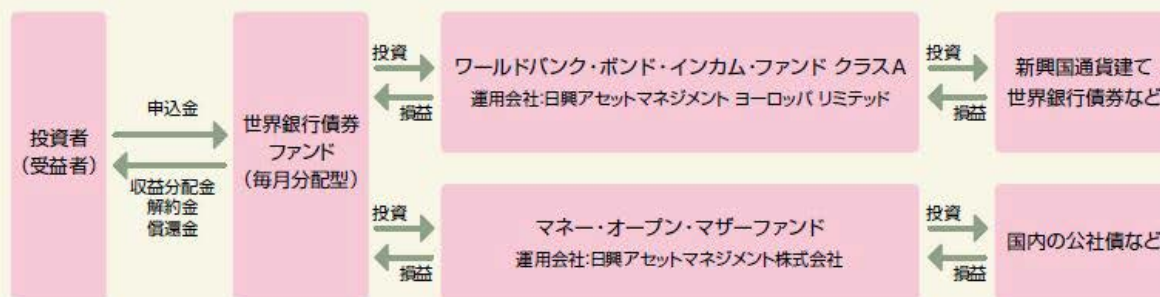 投資者
（受益者）
申込金
収益分配金
解約金
償還金
世界銀行債券
ファンド
（毎月分配型）
投資
損益
ワールドバンク・ボンド・インカム・ファンド クラスA
運用会社:日興アセットマネジメント ヨーロッパ リミテッド
投資
損益
新興国通貨建て
世界銀行債券など
投資
損益
マネー・オープン・マザーファンド
運用会社:日興アセットマネジメント株式会社
投資
損益
国内の公社債など